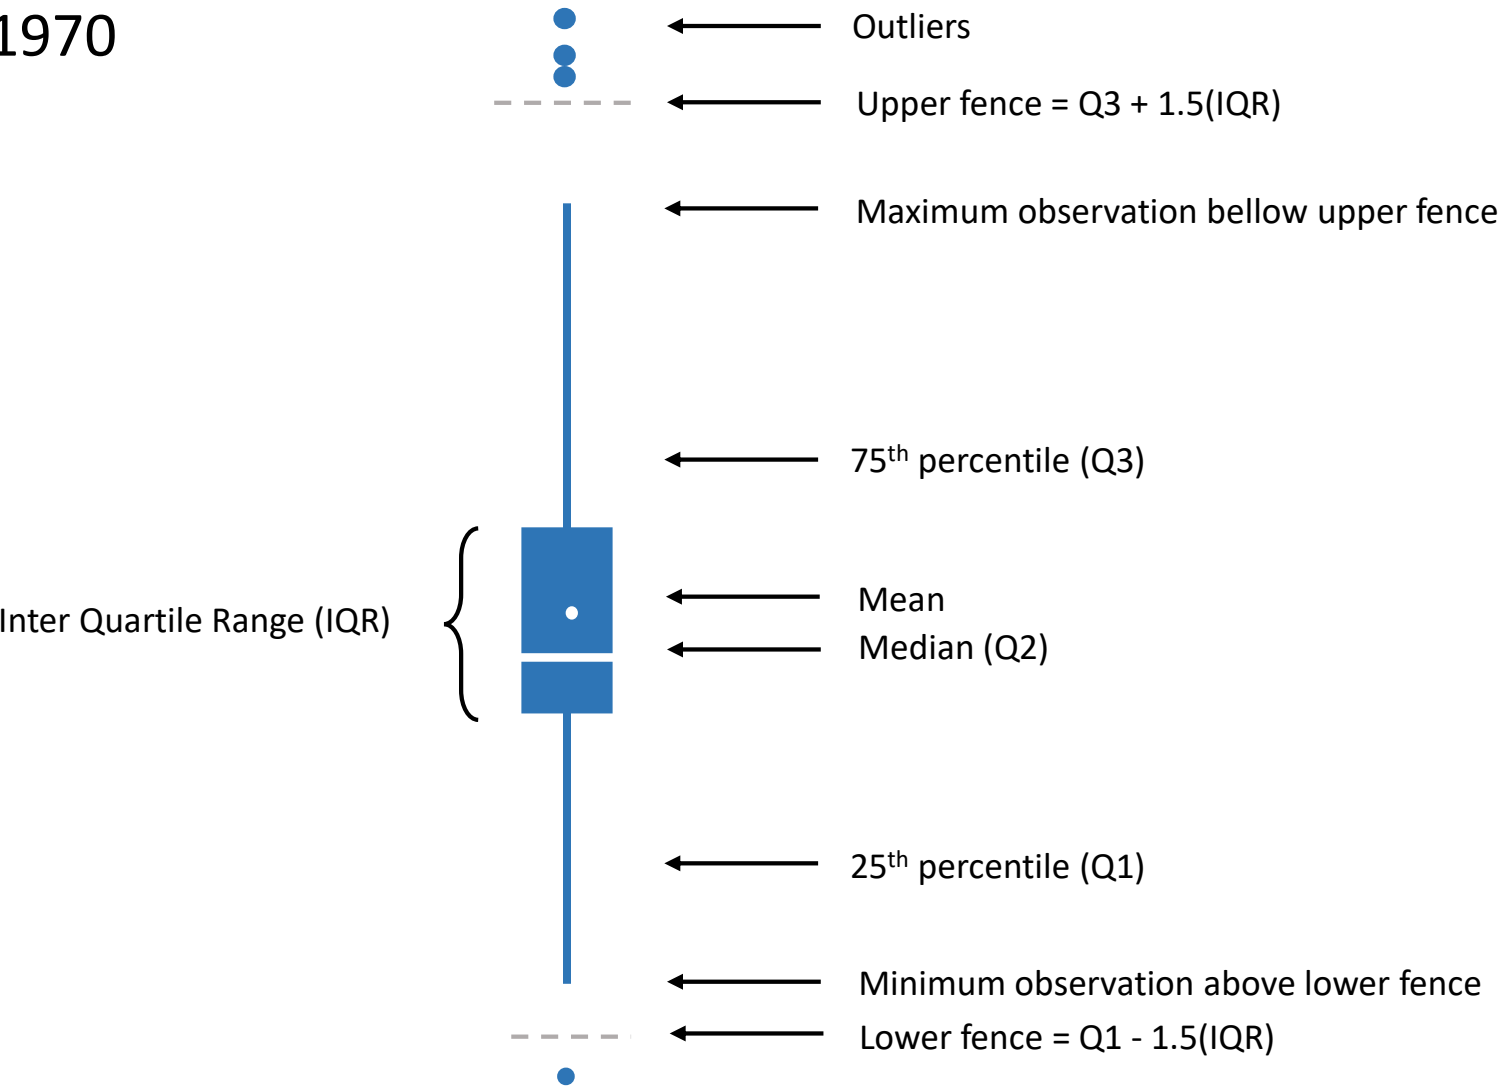 1970
Outliers
Upper fence = Q3 + 1.5(IQR)
Maximum observation bellow upper fence
75th percentile (Q3)
Mean
Inter Quartile Range (IQR)
Median (Q2)
25th percentile (Q1)
Minimum observation above lower fence
Lower fence = Q1 - 1.5(IQR)